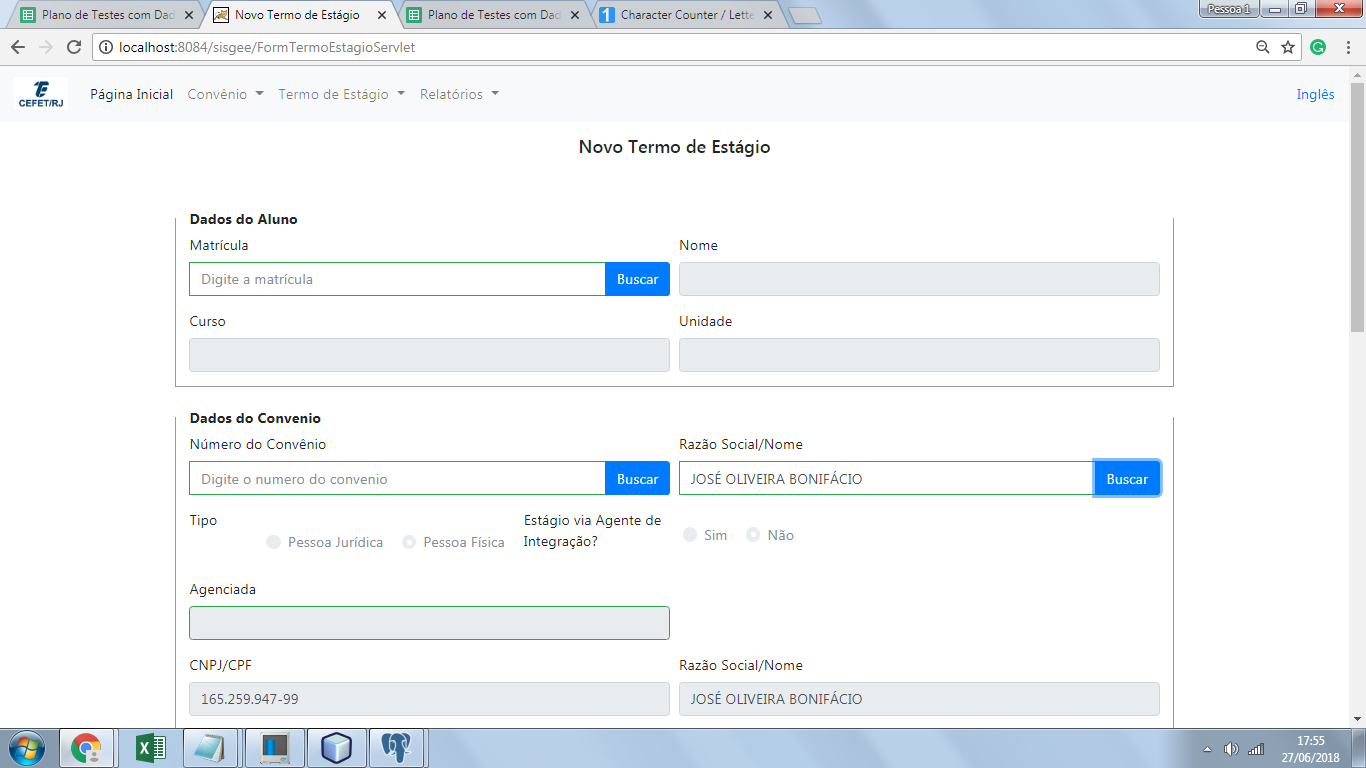 Plano de Testes com Dad
Novo Termo de Estágio
Plano de Testes com Dad
Character Counter / Lette
Pessoa 1
localhost:8084/sisgee/FormTermoEstagioServlet
CEFET/RJ
Página Inicial
Convênio
Termo de Estágio
Relatórios
Inglês
Novo Termo de Estágio
Dados do Aluno
Matrícula
Nome
Digite a matrícula
Buscar
Curso
Unidade
Dados do Convenio
Número do Convênio
Razão Social/Nome
Digite o numero do convenio
Buscar
JOSÉ OLIVEIRA BONIFÁCIO
Buscar
Tipo
Pessoa Jurídica
Pessoa Física
Estágio via Agente de
Integração?
Sim
Não
Agenciada
CNPJ/CPF
Razão Social/Nome
165.259.947-99
JOSÉ OLIVEIRA BONIFÁCIO
17:55
27/06/2018